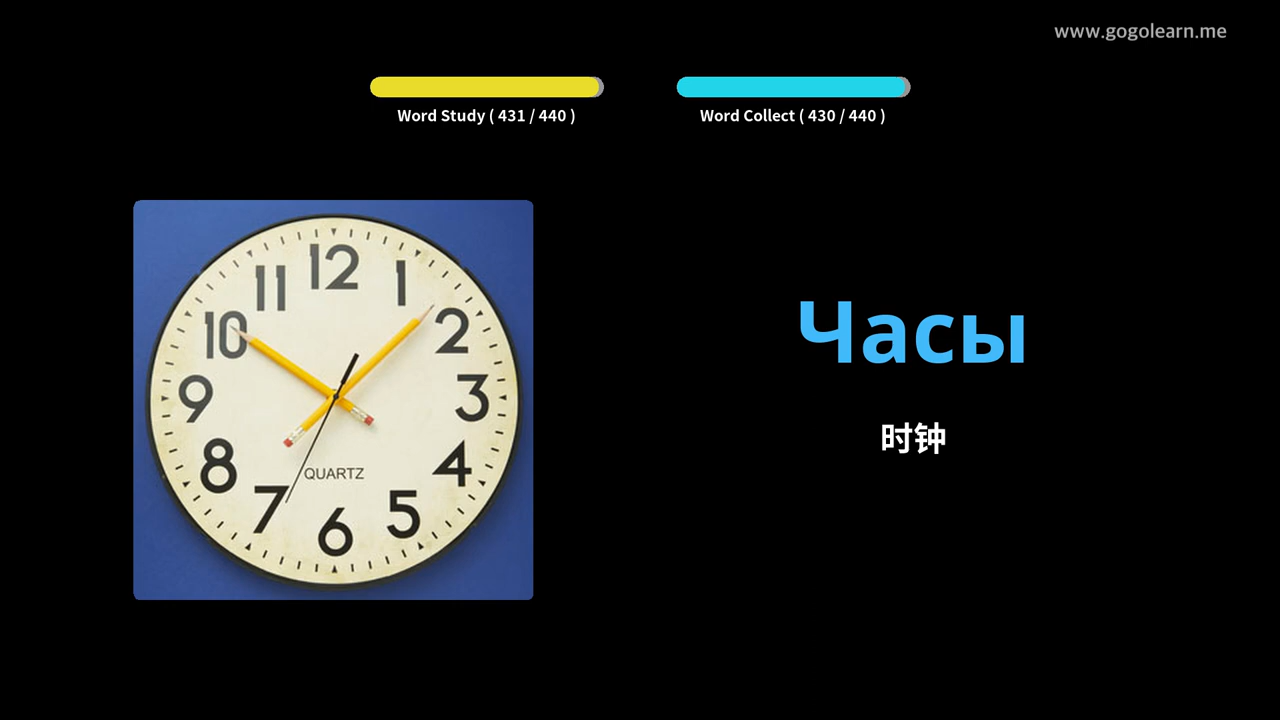 www.gogolearn.me
Word Study ( 431 / 440 )
Word Collect ( 430 / 440 )
12
1
2
3
4
5
6
7
8
9
10
11
QUARTZ
Часы
时钟